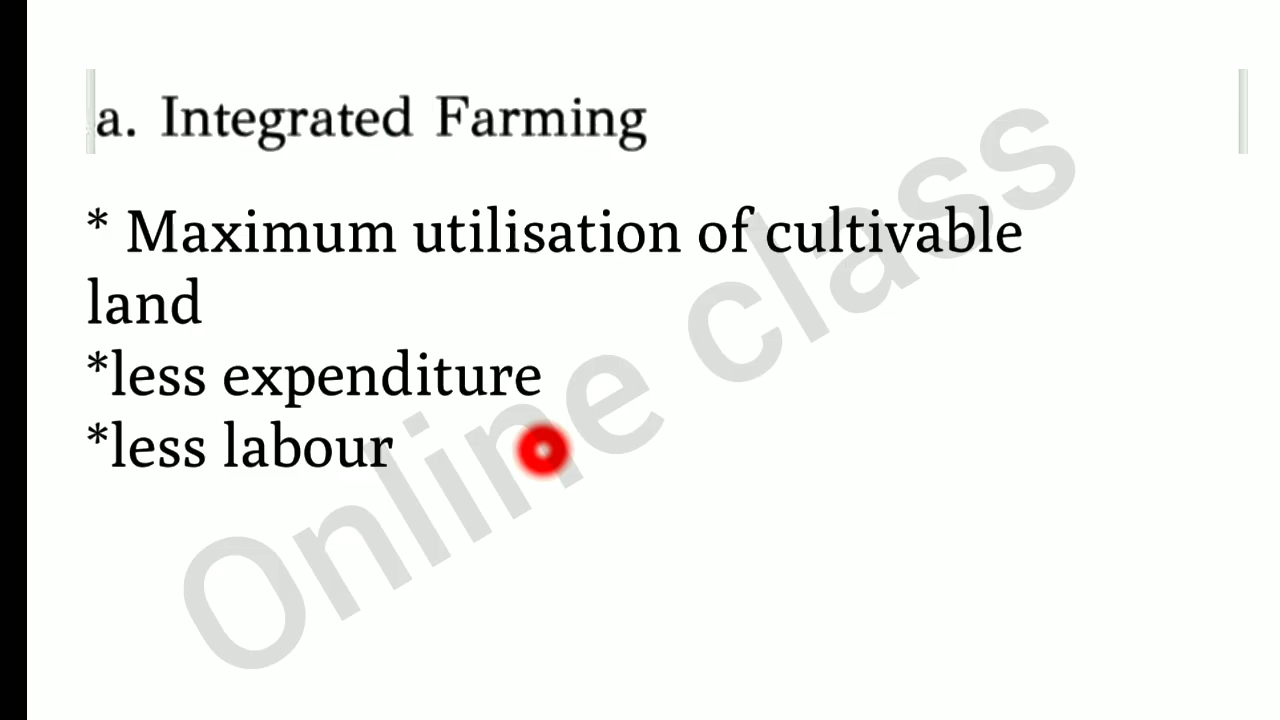 a. Integrated Farming
* Maximum utilisation of cultivable
land
*less expenditure
*less labour
Online class